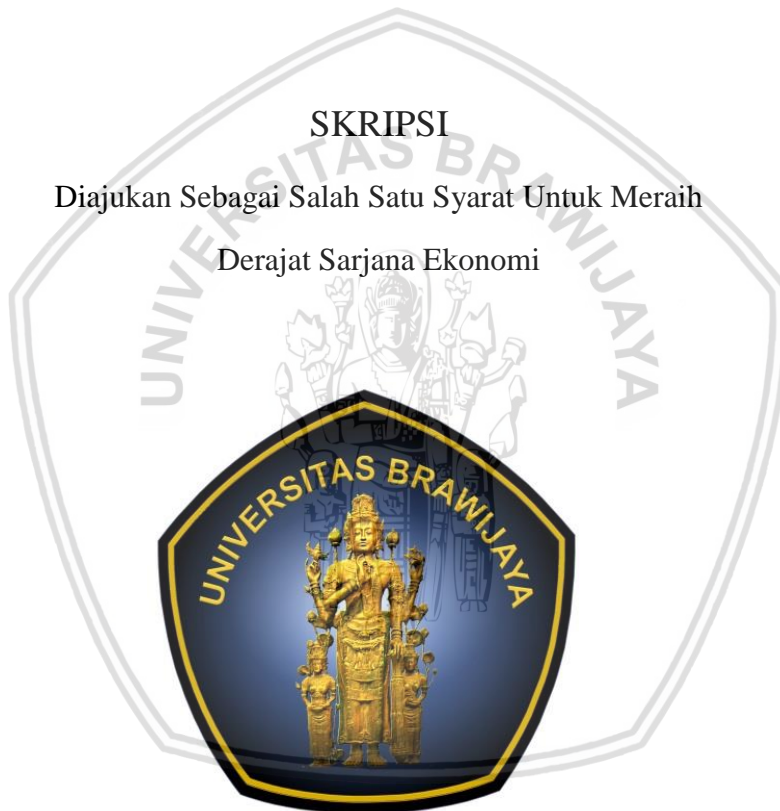 SKRIPSI
UNIVERSITAS BRAWIJAYA
Diajukan Sebagai Salah Satu Syarat Untuk Meraih
Derajat Sarjana Ekonomi
UNIVERSITAS BRAWIJAYA